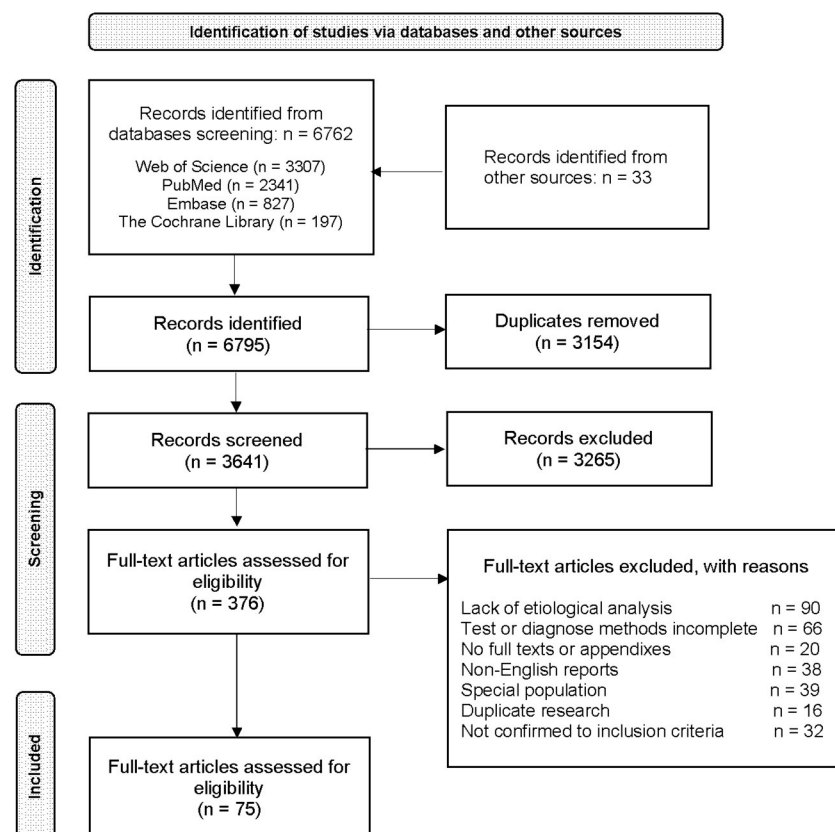 Identification of studies via databases and other sources
Identification
Records identified from
databases screening: n = 6762
Web of Science (n = 3307)
PubMed (n = 2341)
Embase (n = 827)
The Cochrane Library (n = 197)
Records identified from
other sources: n = 33
Records identified
(n = 6795)
Duplicates removed
(n = 3154)
Screening
Records screened
(n = 3641)
Records excluded
(n = 3265)
Full-text articles assessed for
eligibility
(n = 376)
Full-text articles excluded, with reasons
Lack of etiological analysis n = 90
Test or diagnose methods incomplete n = 66
No full texts or appendixes n = 20
Non-English reports n = 38
Special population n = 39
Duplicate research n = 16
Not confirmed to inclusion criteria n = 32
Included
Full-text articles assessed for
eligibility
(n = 75)